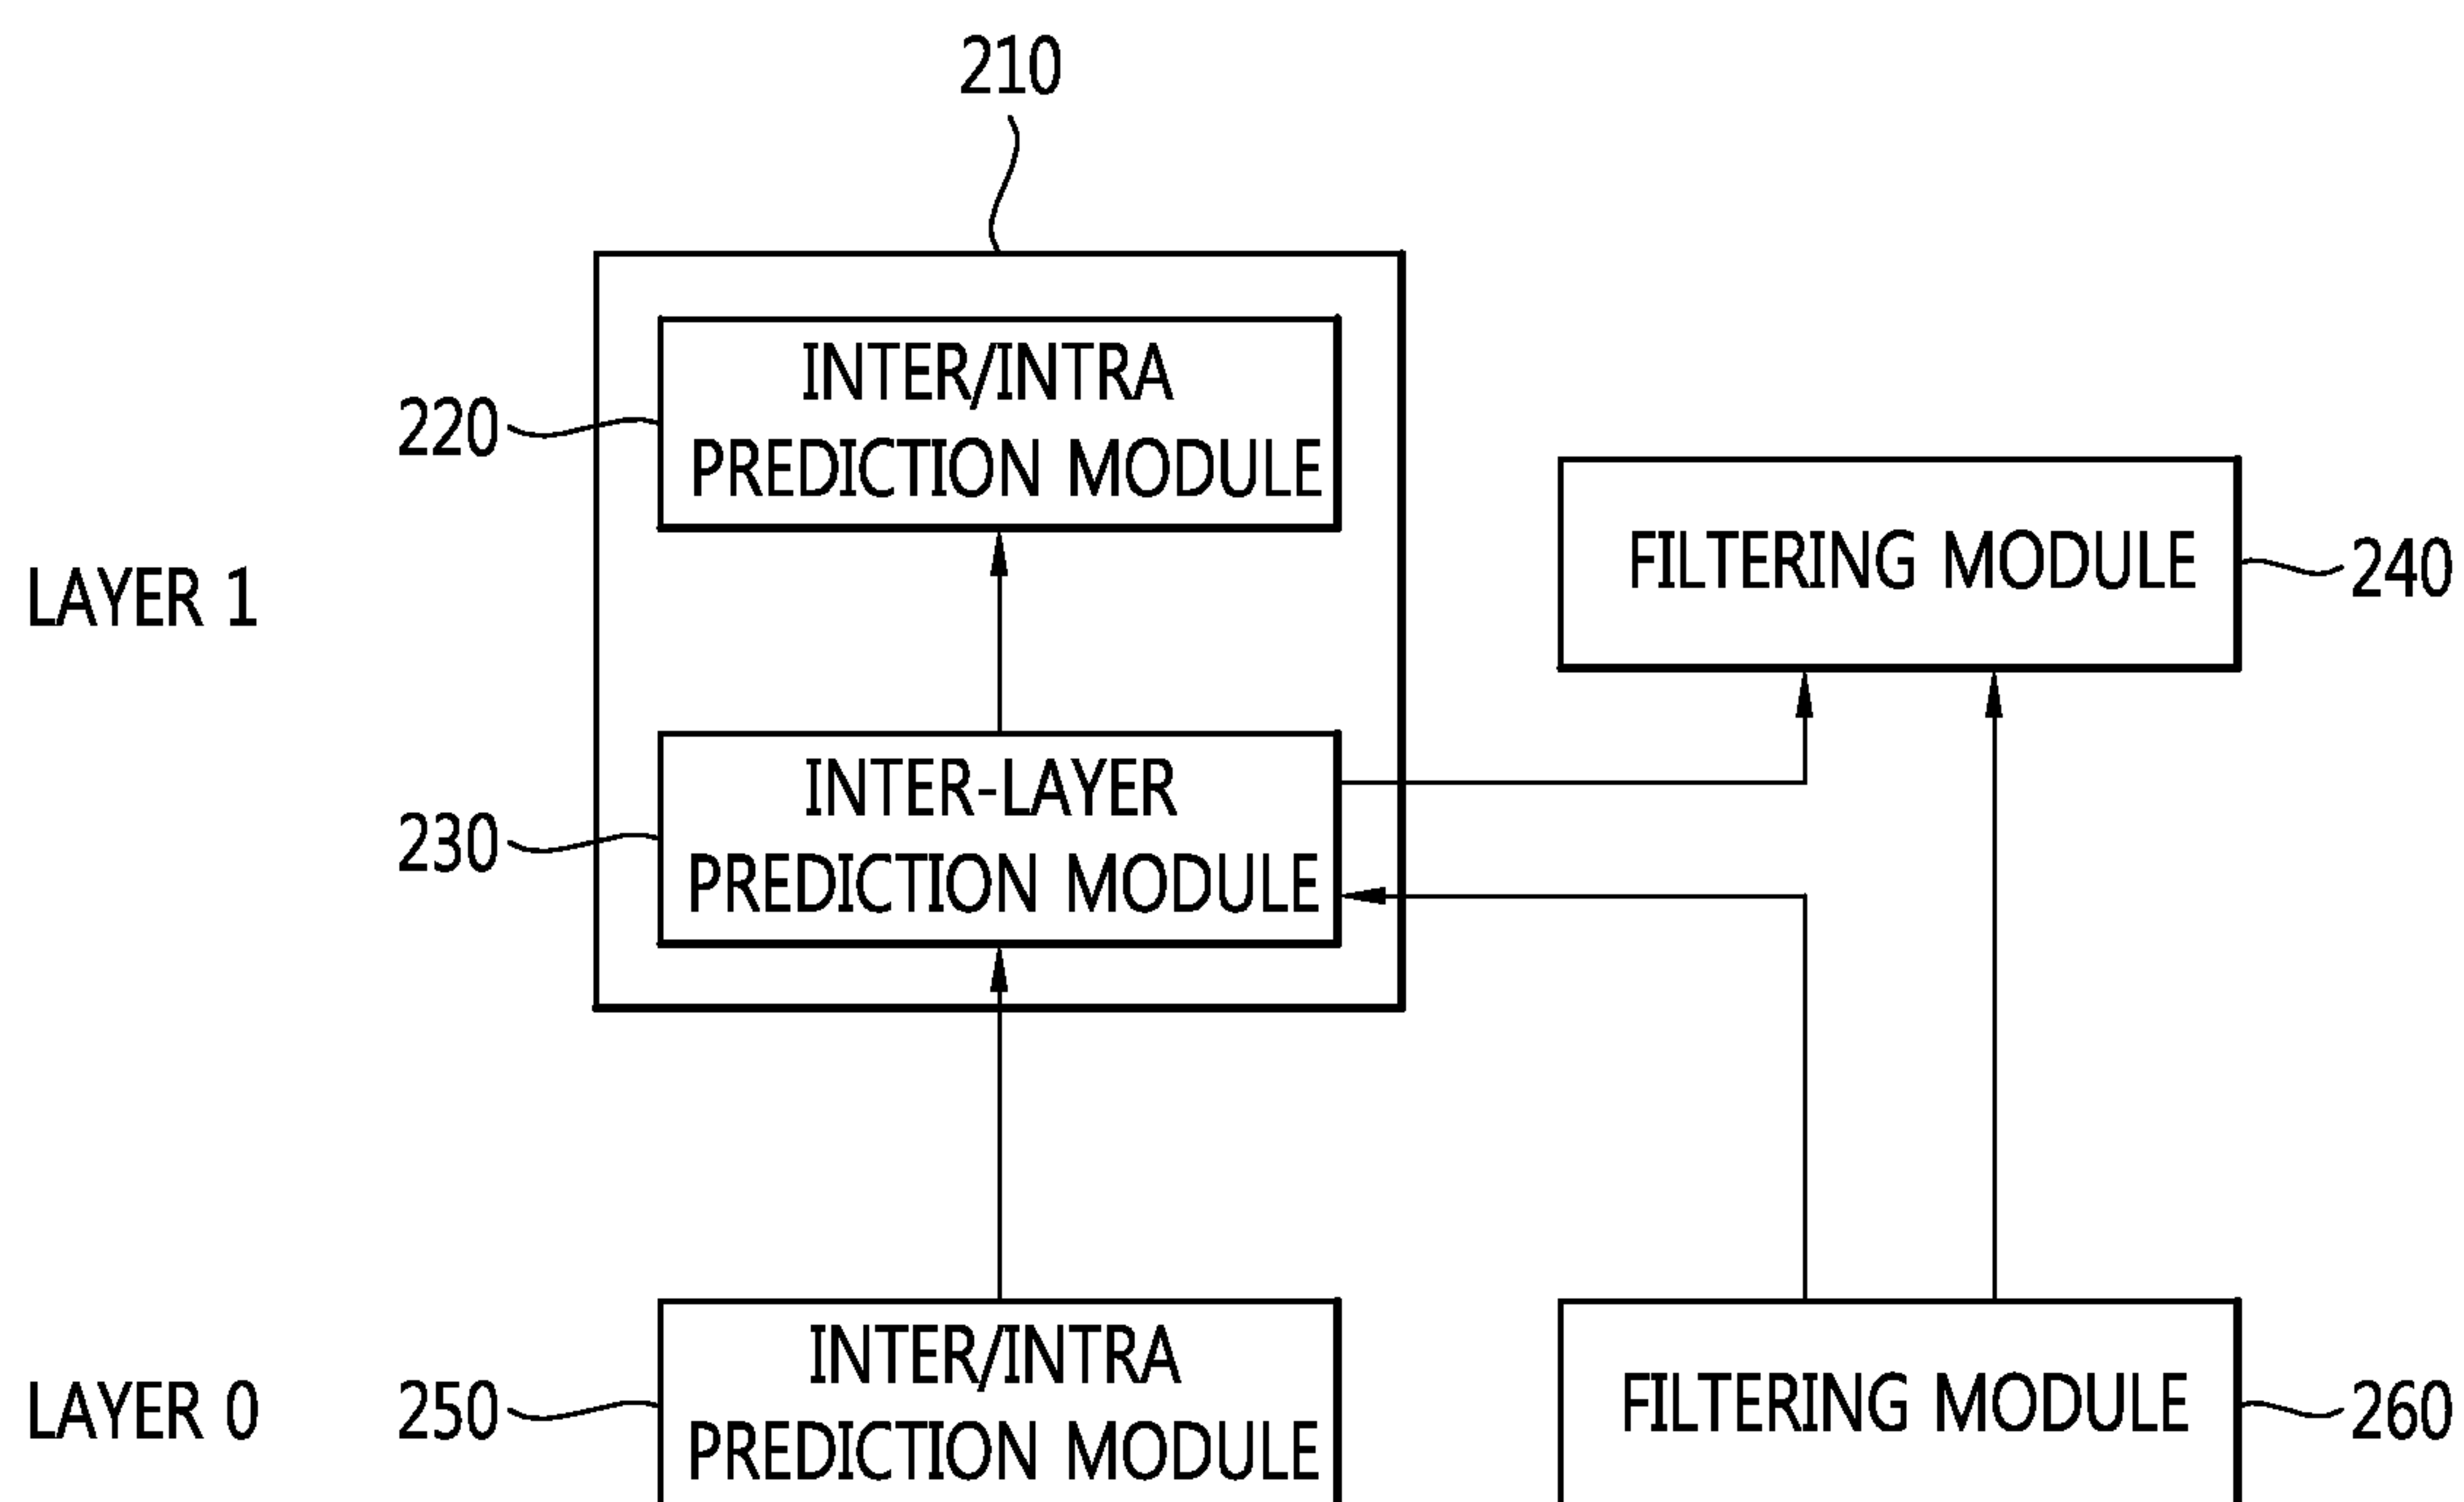 210
INTER/INTRA
PREDICTION MODULE
220
FILTERING MODULE
240
LAYER 1
INTER-LAYER
PREDICTION MODULE
230
INTER/INTRA
PREDICTION MODULE
LAYER 0
250
FILTERING MODULE
260